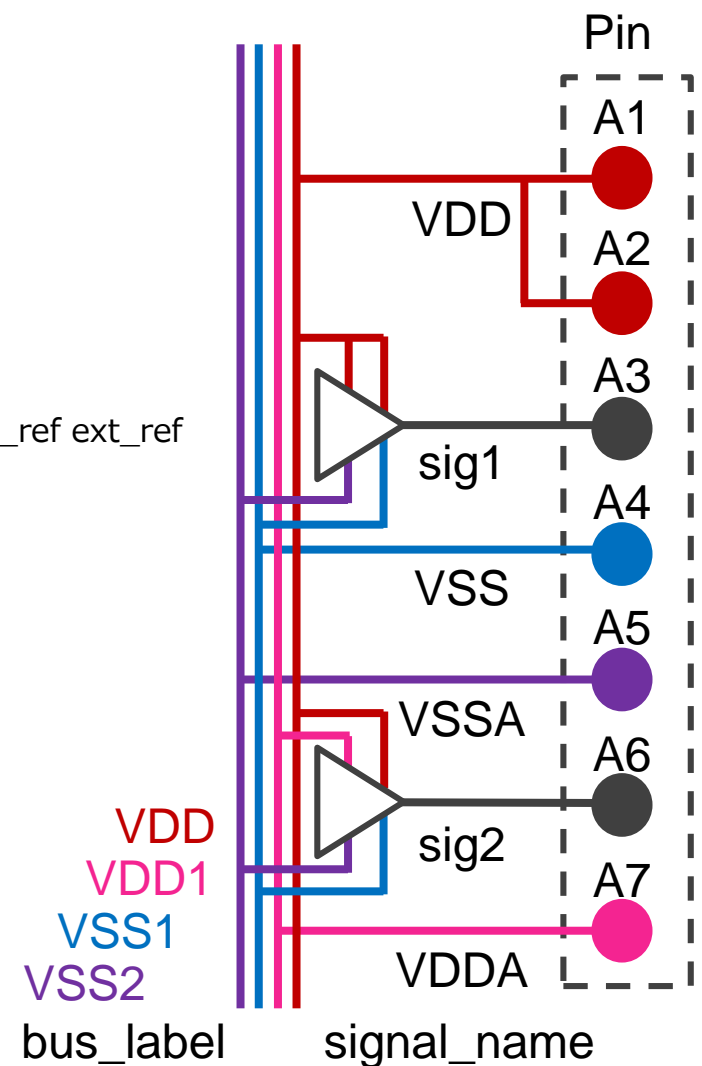 Pin
A1
VDD
A2
A3
_ref ext_ref
sig1
A4
VSS
A5
VSSA
A6
VDD
sig2
VDD1
A7
VSS1
VDDA
VSS2
bus_label
signal_name